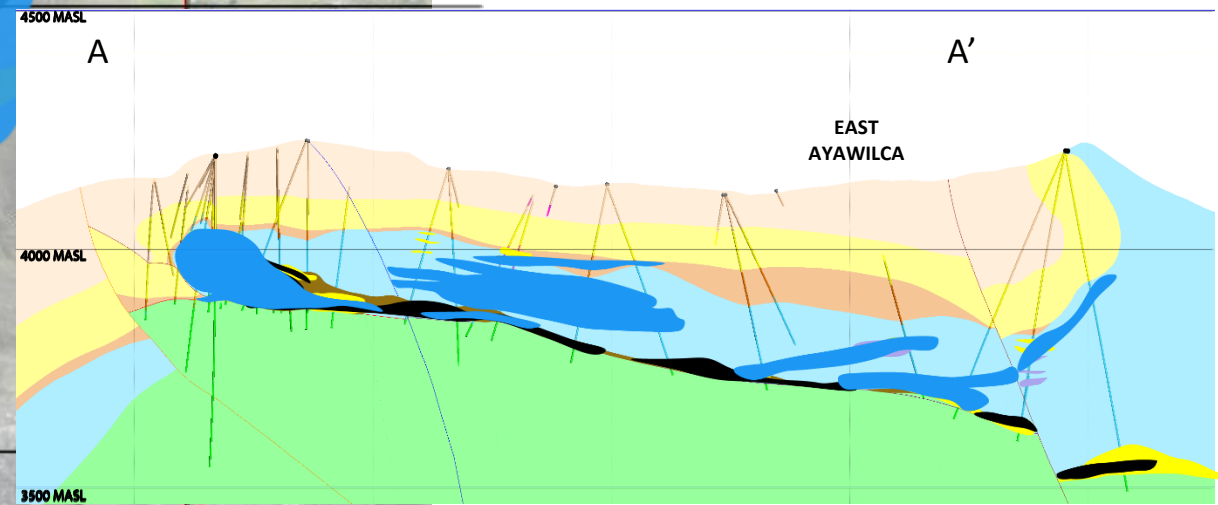 4500 MASL
A
A’
EAST
AYAWILCA
4000 MASL
3500 MASL